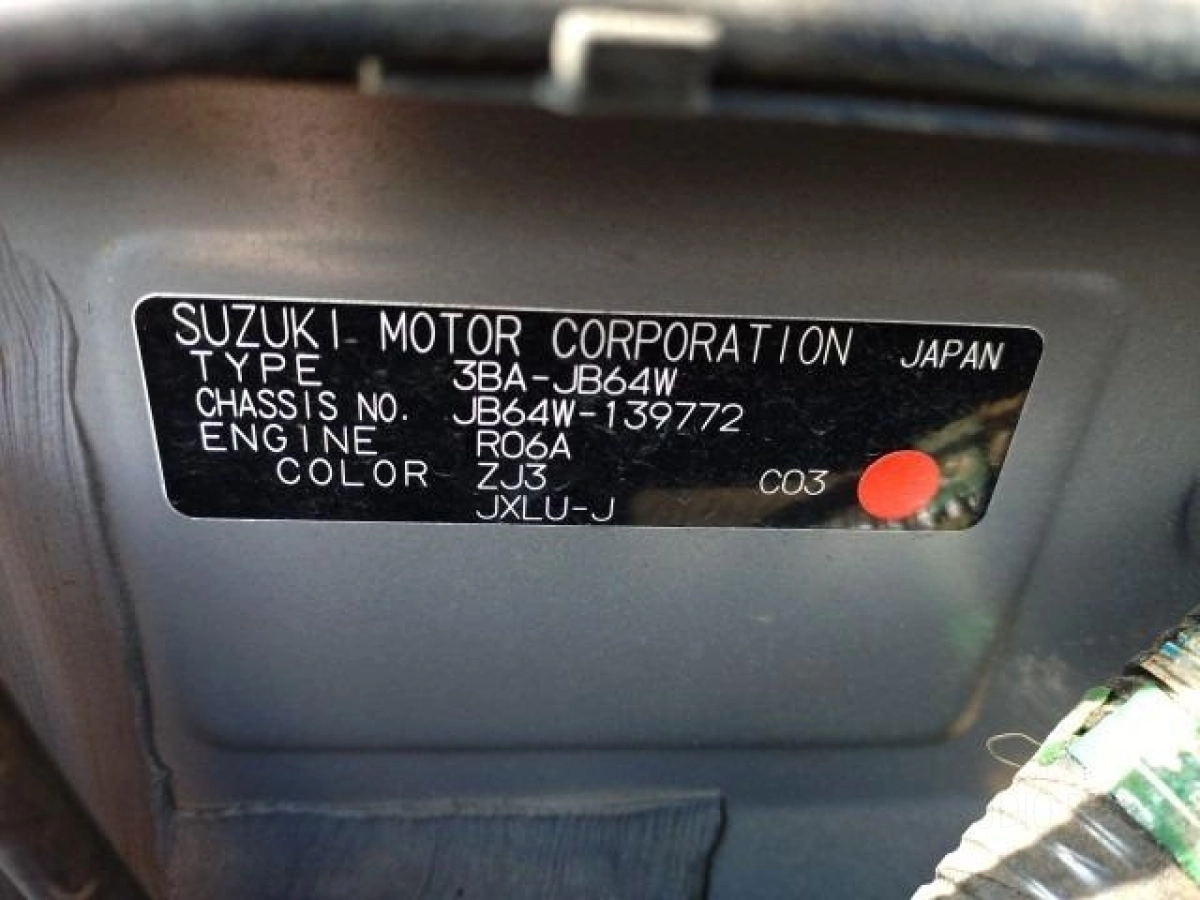 SUZUKI MOTOR CORPORATION JAPAN
TYPE 3BA-JB64W
CHASSIS NO. JB64W-139772
ENGINE R06A
COLOR ZJ3 C03
JXLU-J